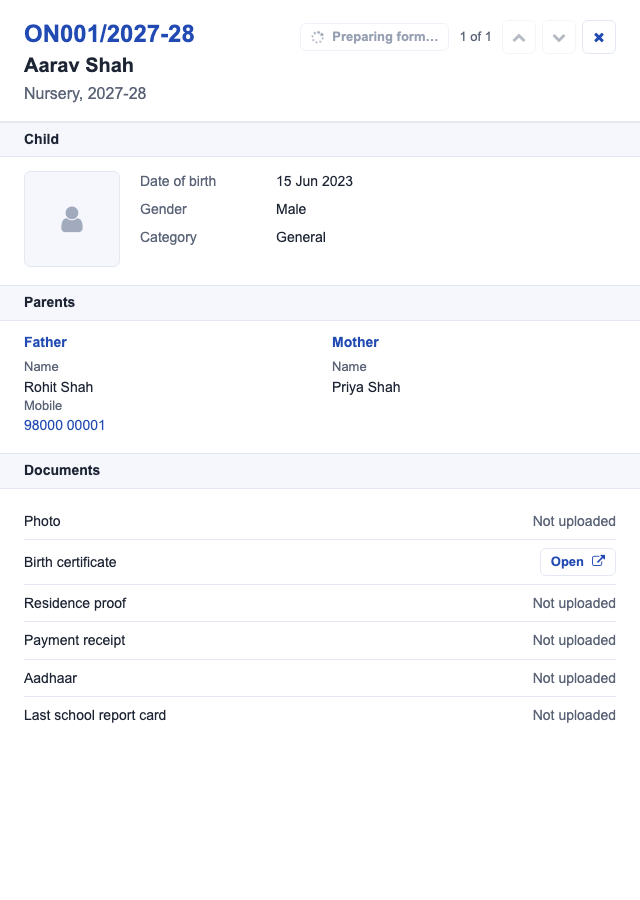 ON001/2027-28
Preparing form...
1 of 1
Aarav Shah
Nursery, 2027-28
Child
Date of birth 15 Jun 2023
Gender Male
Category General
Parents
Father Mother
Name Name
Rohit Shah Priya Shah
Mobile
98000 00001
Documents
Photo Not uploaded
Birth certificate Open
Residence proof Not uploaded
Payment receipt Not uploaded
Aadhaar Not uploaded
Last school report card Not uploaded